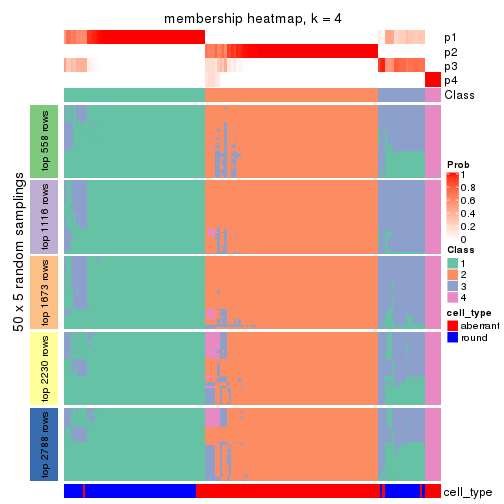 membership heatmap, k = 4
p1
p2
p3
p4
Class
50 x 5 random samplings
top 558 rows
top 1116 rows
top 1673 rows
top 2230 rows
top 2788 rows
Prob
1
0.8
0.6
0.4
0.2
0
Class
1
2
3
4
cell_type
aberrant
round
cell_type